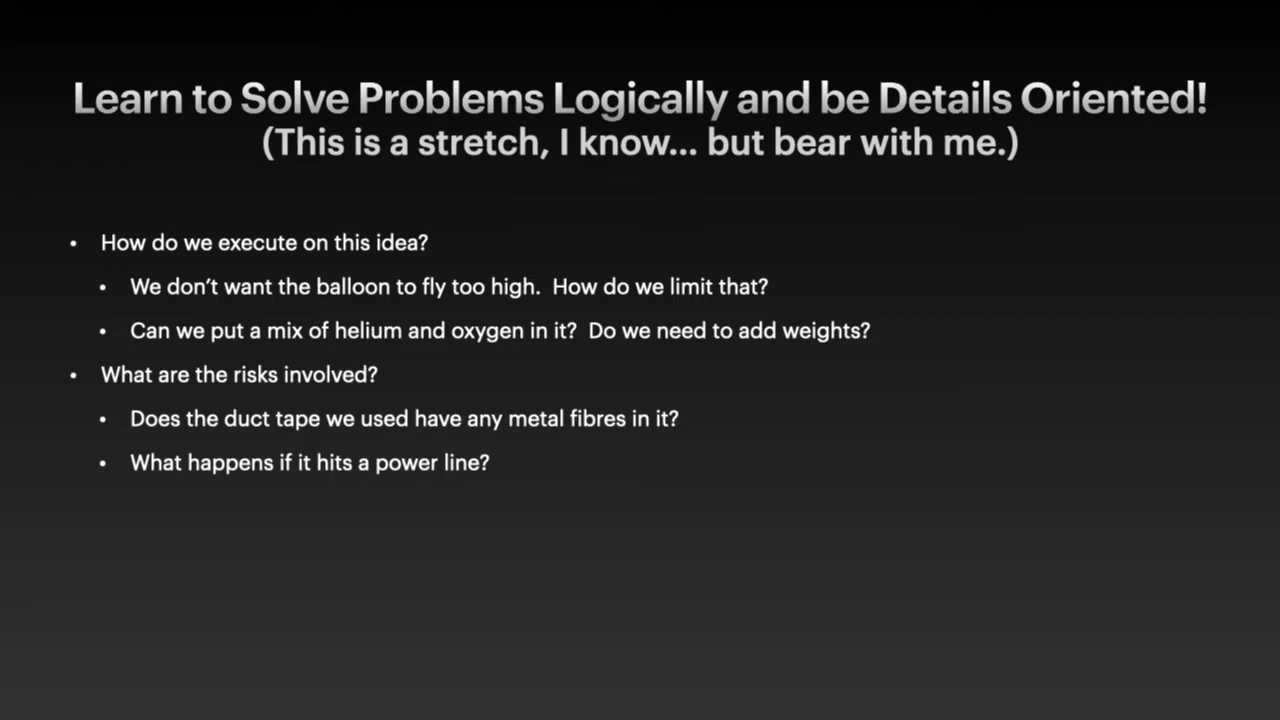 Learn to Solve Problems Logically and be Details Oriented!
(This is a stretch, I know... but bear with me.)
• How do we execute on this idea?
• We don't want the balloon to fly too high.  How do we limit that?
• Can we put a mix of helium and oxygen in it?  Do we need to add weights?
• What are the risks involved?
• Does the duct tape we used have any metal fibres in it?
• What happens if it hits a power line?